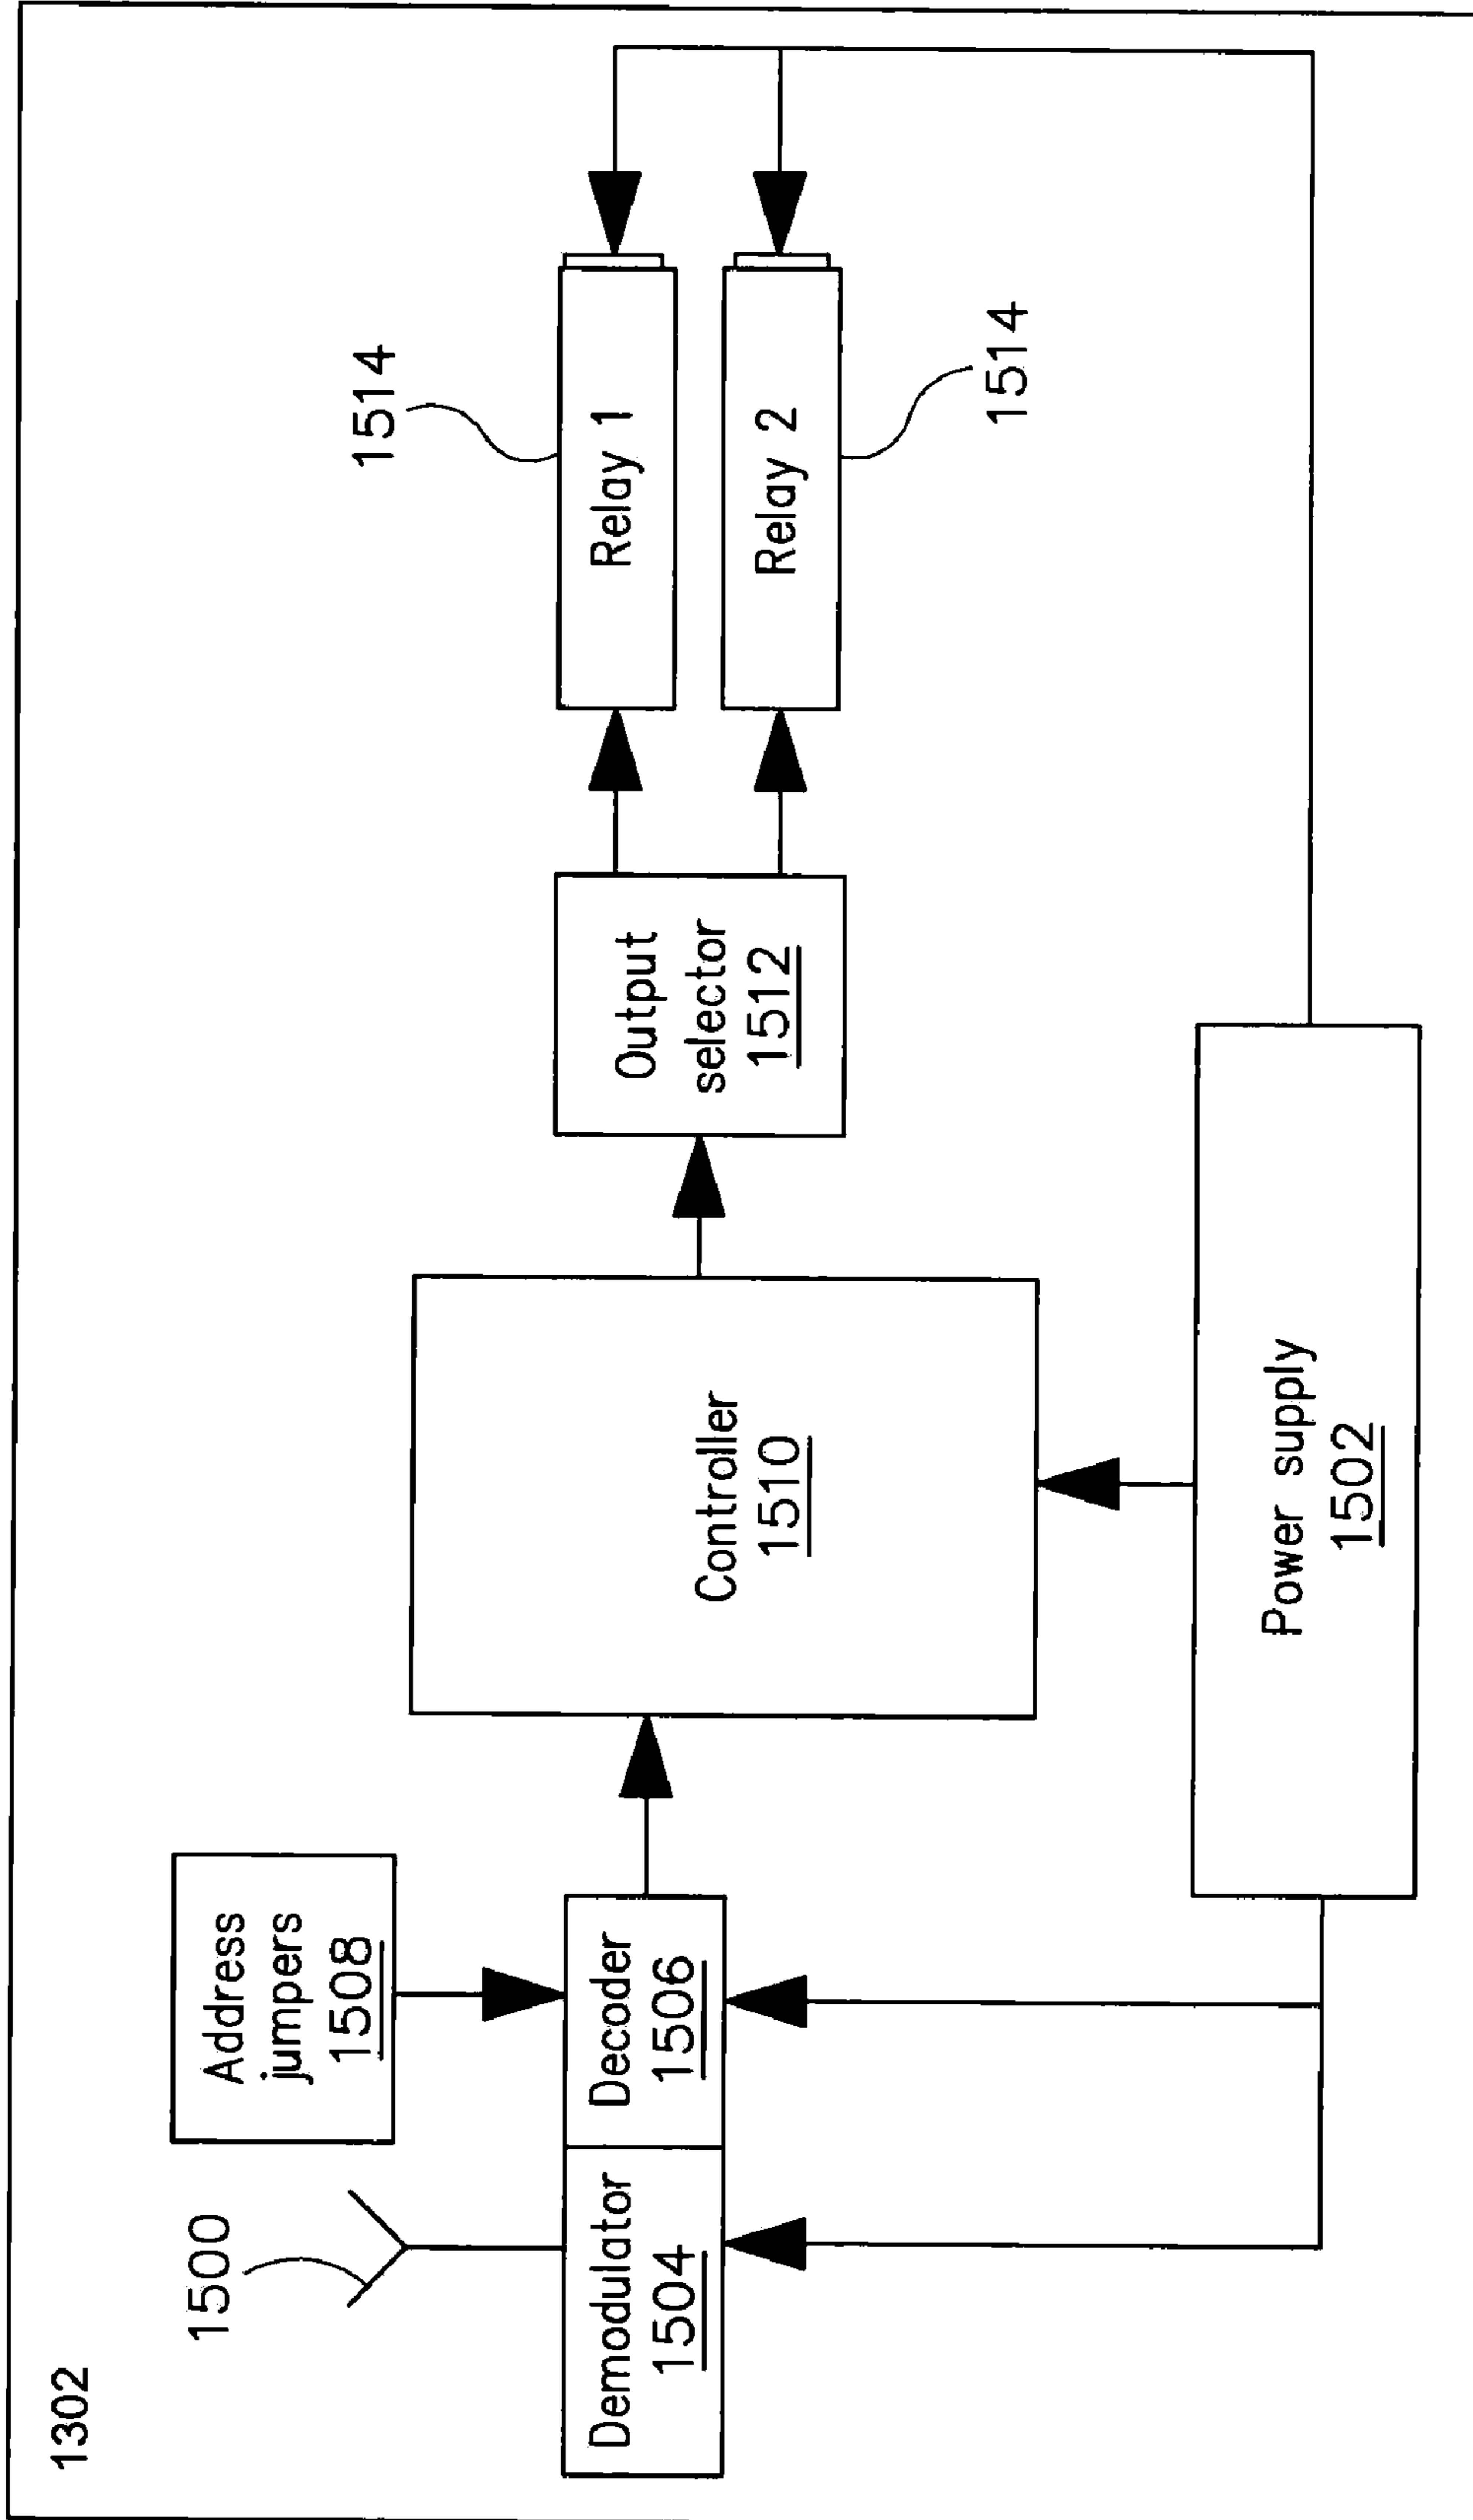 1302
1500
Address
jumpers
1508
Demodulator
1504
Decoder
1506
Controller
1510
Output
selector
1512
1514
Relay 1
Relay 2
1514
Power supply
1502